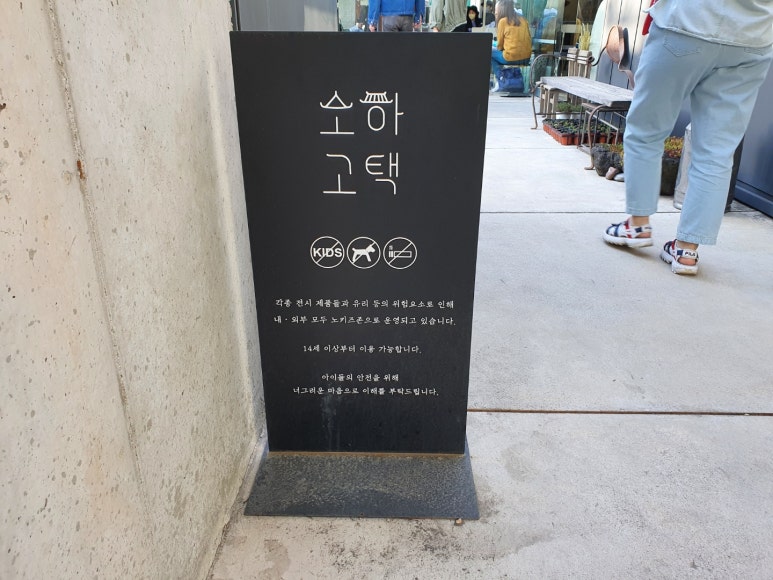 소하
고택
KIDS
각종 전시 제품들과 유리 등의 위험요소로 인해
내 · 외부 모두 노키즈존으로 운영되고 있습니다.
14세 이상부터 이용 가능합니다.
아이들의 안전을 위해
너그러운 마음으로 이해를 부탁드립니다.
FILA